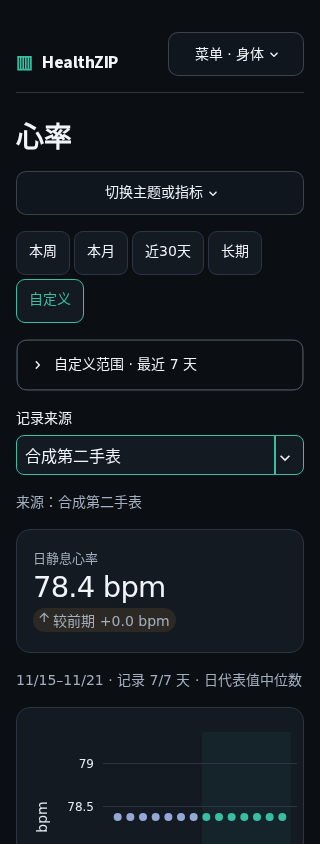 HealthZIP
菜单 · 身体
心率
切换主题或指标
本周
本月
近30天
长期
自定义
自定义范围 · 最近 7 天
记录来源
合成第二手表
来源：合成第二手表
日静息心率
78.4 bpm
↑ 较前期 +0.0 bpm
11/15–11/21 · 记录 7/7 天 · 日代表值中位数
79
78.5
bpm